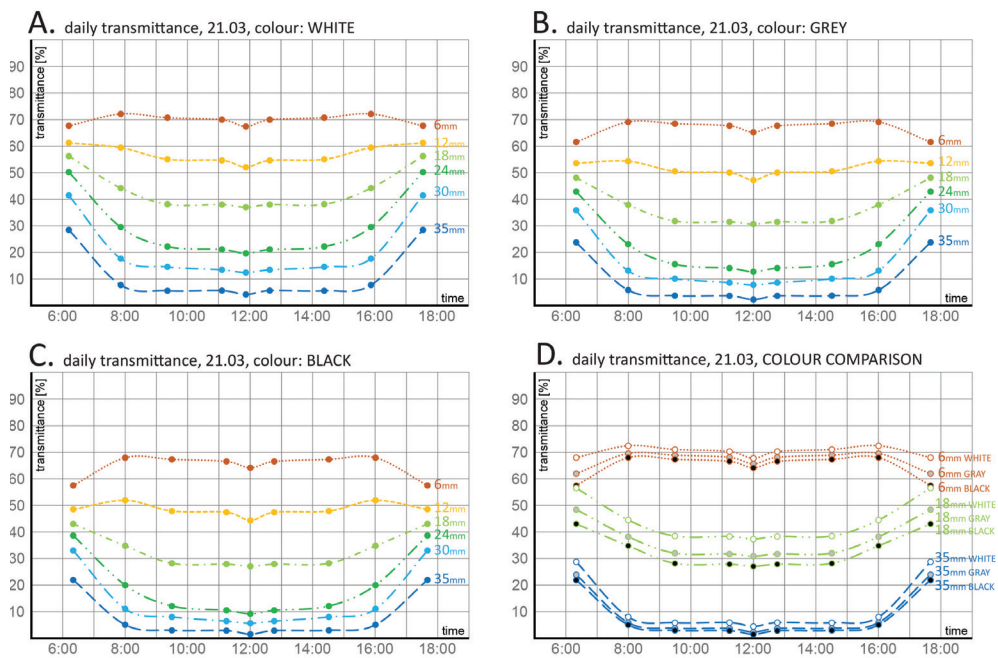 A. daily transmittance, 21.03, colour: WHITE
transmittance [%]
90
80
70
60
50
40
30
20
10
6mm
12mm
18mm
24mm
30mm
35mm
time
6:00 8:00 10:00 12:00 14:00 16:00 18:00
B. daily transmittance, 21.03, colour: GREY
transmittance [%]
90
80
70
60
50
40
30
20
10
6mm
12mm
18mm
24mm
30mm
35mm
time
6:00 8:00 10:00 12:00 14:00 16:00 18:00
C. daily transmittance, 21.03, colour: BLACK
transmittance [%]
90
80
70
60
50
40
30
20
10
6mm
12mm
18mm
24mm
30mm
35mm
time
6:00 8:00 10:00 12:00 14:00 16:00 18:00
D. daily transmittance, 21.03, COLOUR COMPARISON
transmittance [%]
90
80
70
60
50
40
30
20
10
6mm WHITE
6mm GRAY
6mm BLACK
18mm WHITE
18mm GRAY
18mm BLACK
35mm WHITE
35mm GRAY
35mm BLACK
time
6:00 8:00 10:00 12:00 14:00 16:00 18:00